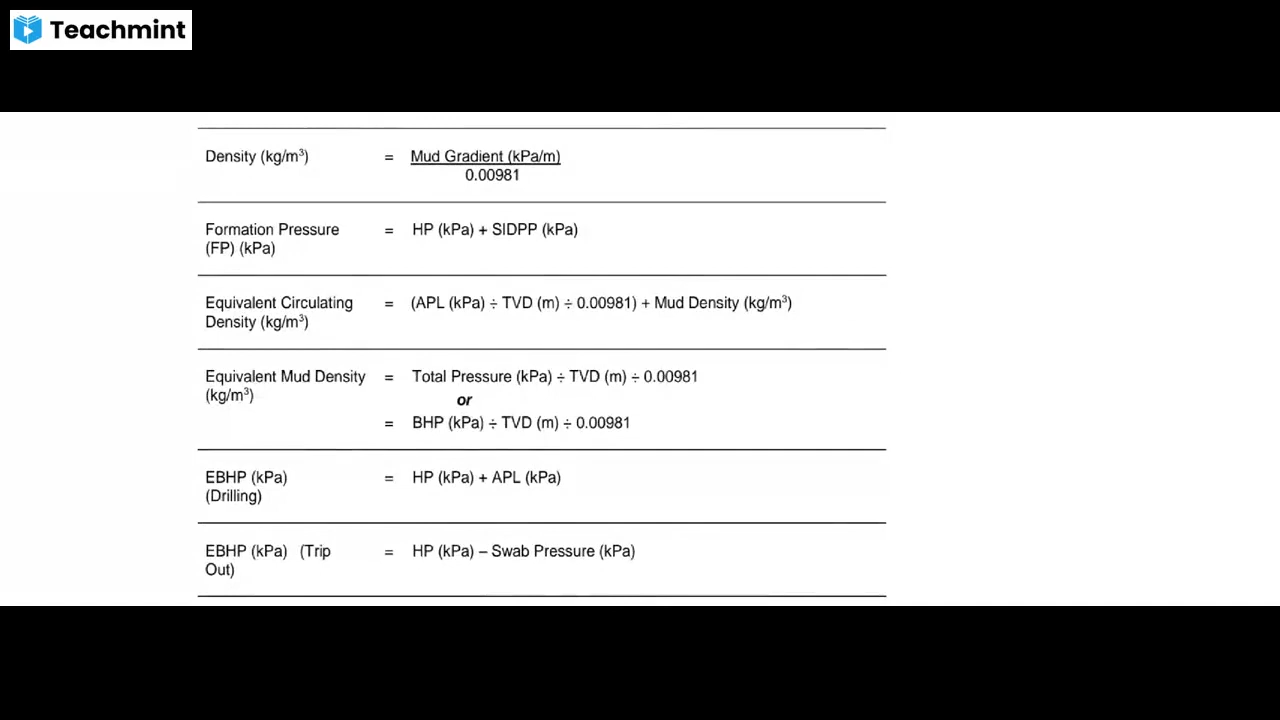 Teachmint
Density (kg/m³) = Mud Gradient (kPa/m)
0.00981
Formation Pressure = HP (kPa) + SIDPP (kPa)
(FP) (kPa)
Equivalent Circulating = (APL (kPa) ÷ TVD (m) ÷ 0.00981) + Mud Density (kg/m³)
Density (kg/m³)
Equivalent Mud Density = Total Pressure (kPa) ÷ TVD (m) ÷ 0.00981
(kg/m³)
or
= BHP (kPa) ÷ TVD (m) ÷ 0.00981
EBHP (kPa) = HP (kPa) + APL (kPa)
(Drilling)
EBHP (kPa) (Trip = HP (kPa) – Swab Pressure (kPa)
Out)